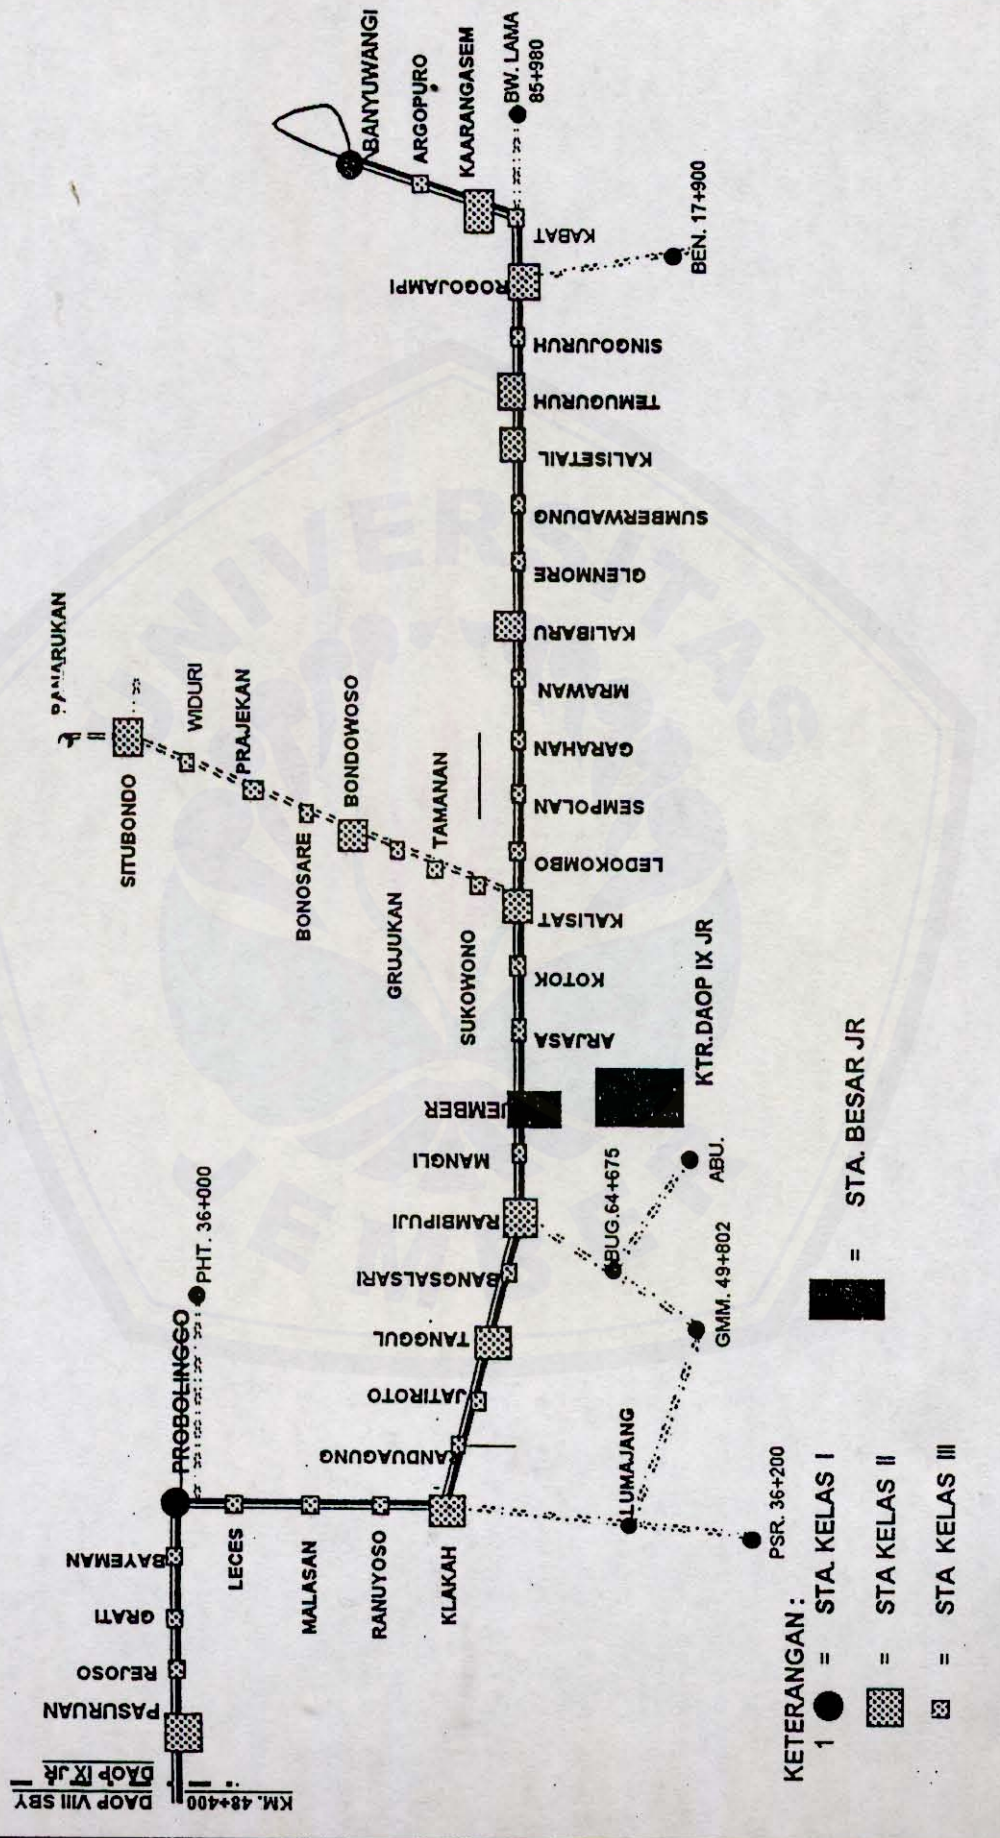 DAOP VIII SBY
DAOP IX JR
KM. 48+400
PASURUAN
REJOSO
GRATI
BAYEMAN
PROBOLINGGO
PHT. 36+000
LECES
MALASAN
RANUYOSO
KLAKAH
RANDUAGUNG
JATIROTO
TANGGUL
BANGSALSARI
RAMBIPUJI
MANGLI
JEMBER
ARJASA
KOTOK
KALISAT
LEDOKOMBO
SEMPOLAN
GARAHAN
MRAWAN
KALIBARU
GLENMORE
SUMBERWADUNG
KALISETAIL
TEMUGURUH
SINGOJURUH
ROGOJAMPI
KABAT
KAARANGASEM
ARGOPURO
BANYUWANGI
BW. LAMA
85+980
BEN. 17+900
SUKOWONO
TAMANAN
GRUJUKAN
BONDOWOSO
BONOSARE
PRAJEKAN
WIDURI
SITUBONDO
PANARUKAN
LUMAJANG
PSR. 36+200
GMM. 49+802
BUG.64+675
ABU.
KTR.DAOP IX JR
KETERANGAN :
1 = STA. KELAS I
= STA KELAS II
= STA KELAS III
= STA. BESAR JR
UNIVERSITAS
JEMBER